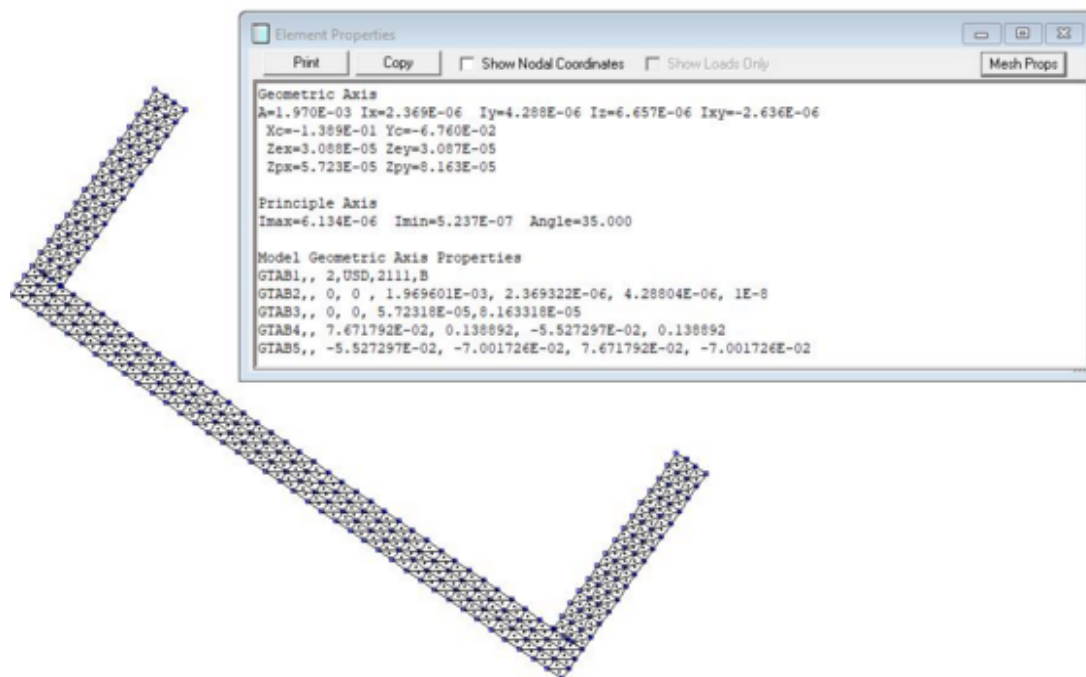 Element Properties
Print Copy Show Nodal Coordinates Show Loads Only Mesh Props
Geometric Axis
A=1.970E-03 Ix=2.369E-06 Iy=4.288E-06 Iz=6.657E-06 Ixy=-2.636E-06
Xc=-1.389E-01 Yc=-6.760E-02
Zex=3.088E-05 Zey=3.087E-05
Zpx=5.723E-05 Zpy=8.163E-05
Principle Axis
Imax=6.134E-06 Imin=5.237E-07 Angle=35.000
Model Geometric Axis Properties
GTAB1,, 2,USD,2111,B
GTAB2,, 0, 0 , 1.969601E-03, 2.369322E-06, 4.28804E-06, 1E-8
GTAB3,, 0, 0, 5.72318E-05,8.163318E-05
GTAB4,, 7.671792E-02, 0.138892, -5.527297E-02, 0.138892
GTAB5,, -5.527297E-02, -7.001726E-02, 7.671792E-02, -7.001726E-02